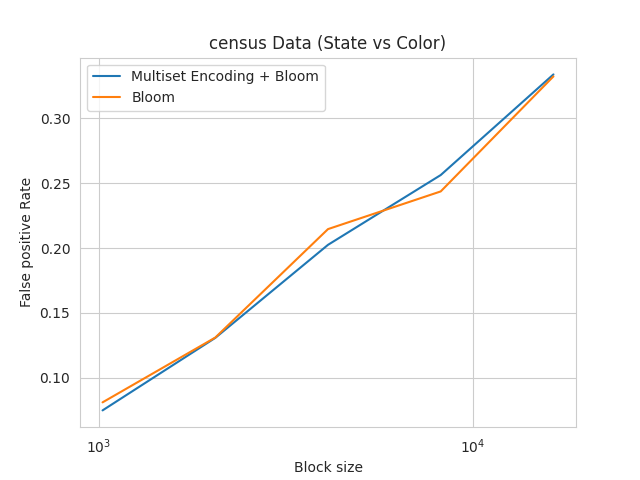 census Data (State vs Color)
Multiset Encoding + Bloom
Bloom
False positive Rate
0.30
0.25
0.20
0.15
0.10
10³
10⁴
Block size